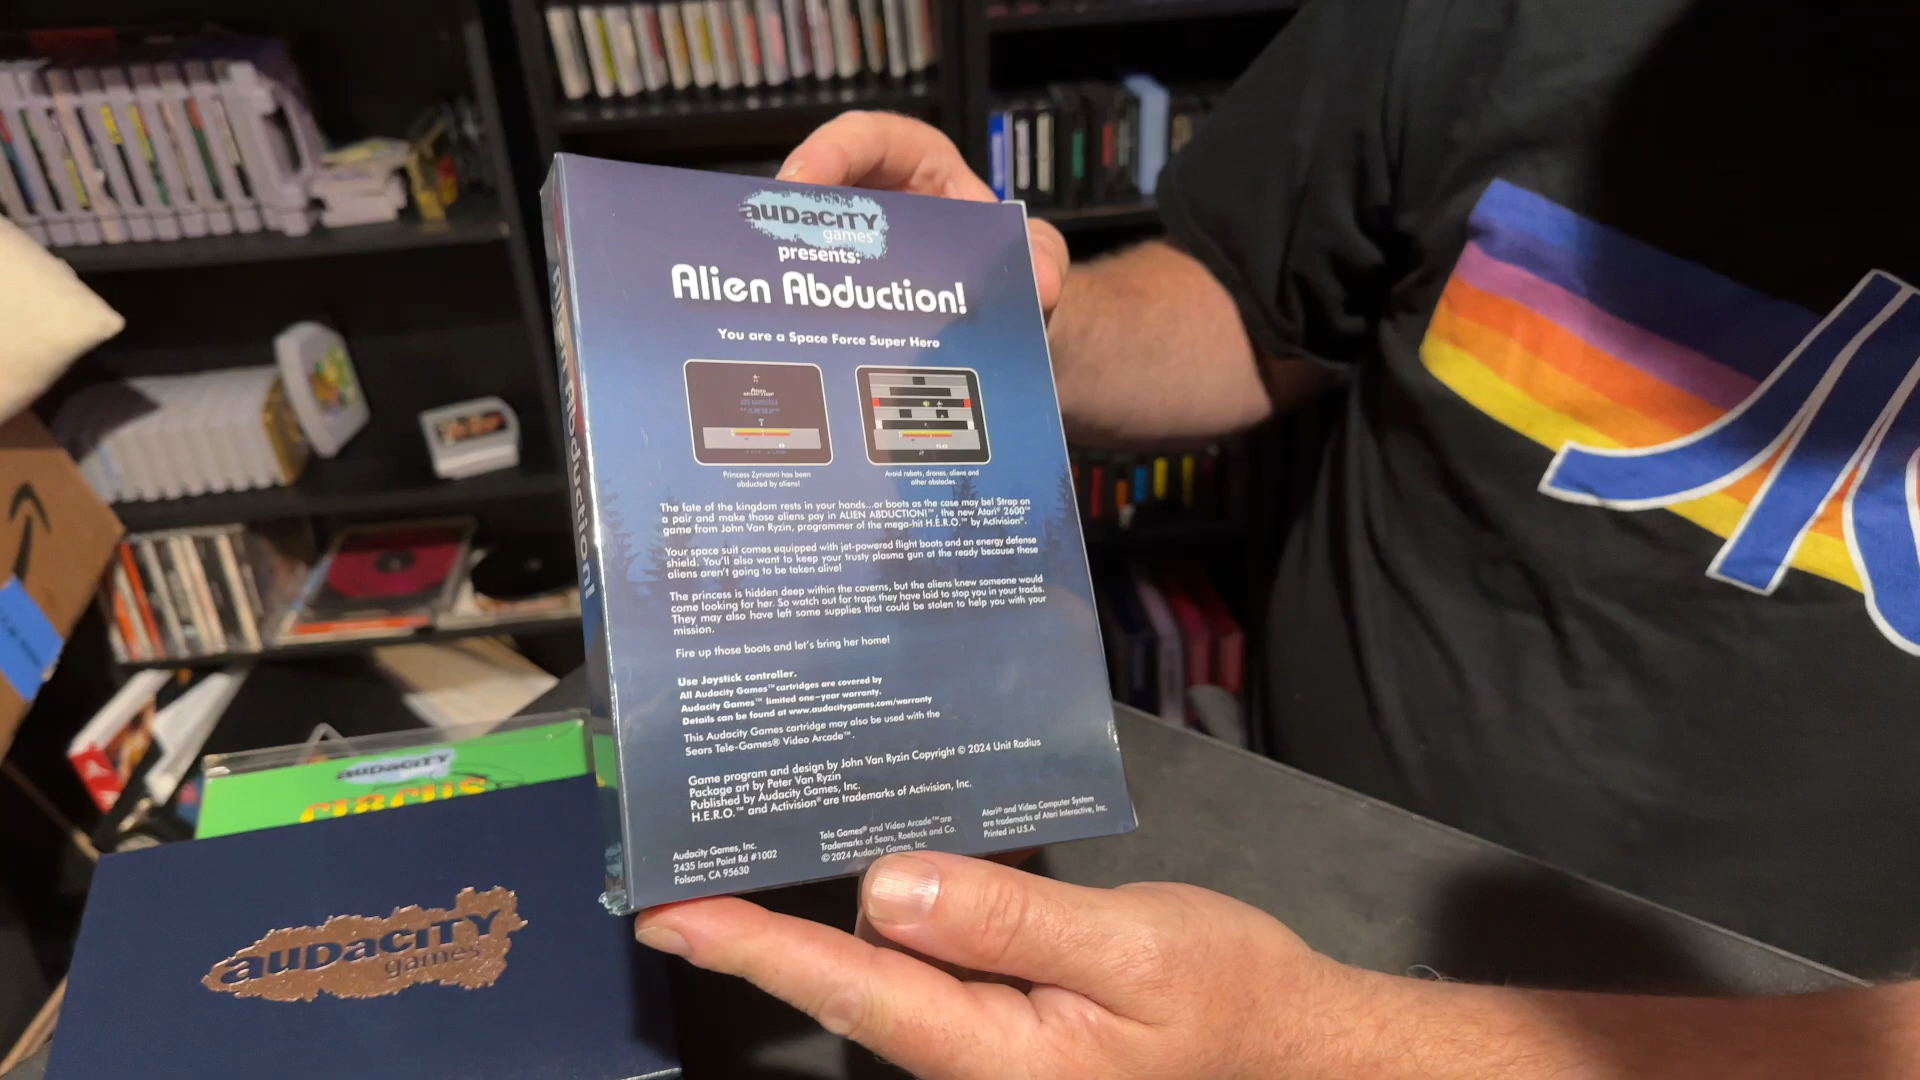 audacity
games™
presents:
Alien Abduction!
You are a Space Force Super Hero
Princess Zyrvanni has been
abducted by aliens!
Avoid robots, drones, aliens and
other obstacles.
The fate of the kingdom rests in your hands...or boots as the case may be! Strap on
a pair and make those aliens pay in ALIEN ABDUCTION!™, the new Atari® 2600™
game from John Van Ryzin, programmer of the mega-hit H.E.R.O.™ by Activision®.
Your space suit comes equipped with jet-powered flight boots and an energy defense
shield. You'll also want to keep your trusty plasma gun at the ready because these
aliens aren't going to be taken alive!
The princess is hidden deep within the caverns, but the aliens knew someone would
come looking for her. So watch out for traps they have laid to stop you in your tracks.
They may also have left some supplies that could be stolen to help you with your
mission.
Fire up those boots and let's bring her home!
Use Joystick controller.
All Audacity Games™ cartridges are covered by
Audacity Games™ limited one-year warranty.
Details can be found at www.audacitygames.com/warranty
This Audacity Games cartridge may also be used with the
Sears Tele-Games® Video Arcade™.
Game program and design by John Van Ryzin Copyright © 2024 Unit Radius
Package art by Peter Van Ryzin
Published by Audacity Games, Inc.
H.E.R.O.™ and Activision® are trademarks of Activision, Inc.
Audacity Games, Inc.
2435 Iron Point Rd #1002
Folsom, CA 95630
Tele Games® and Video Arcade™ are
Trademarks of Sears, Roebuck and Co.
© 2024 Audacity Games, Inc.
Atari® and Video Computer System
are trademarks of Atari Interactive, Inc.
Printed in U.S.A.
Alien Abduction!
audacity
CIRCUS
audacity
games